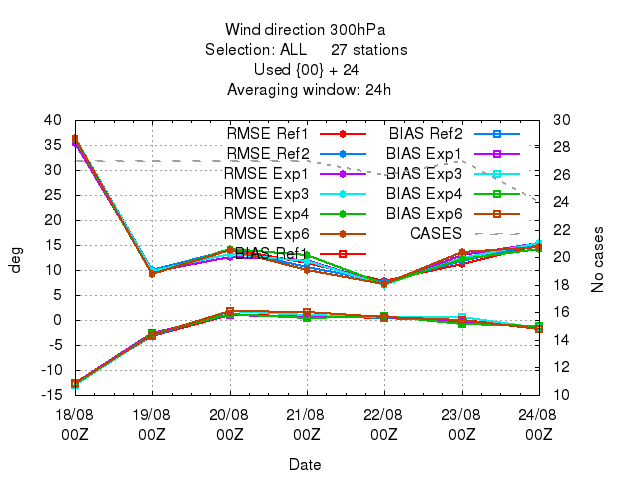 Wind direction 300hPa
Selection: ALL 27 stations
Used {00} + 24
Averaging window: 24h
40
35
30
25
20
15
10
5
0
-5
-10
-15
deg
30
28
26
24
22
20
18
16
14
12
10
No cases
RMSE Ref1
RMSE Ref2
RMSE Exp1
RMSE Exp3
RMSE Exp4
RMSE Exp6
BIAS Ref1
BIAS Ref2
BIAS Exp1
BIAS Exp3
BIAS Exp4
BIAS Exp6
CASES
18/08 19/08 20/08 21/08 22/08 23/08 24/08
00Z 00Z 00Z 00Z 00Z 00Z 00Z
Date